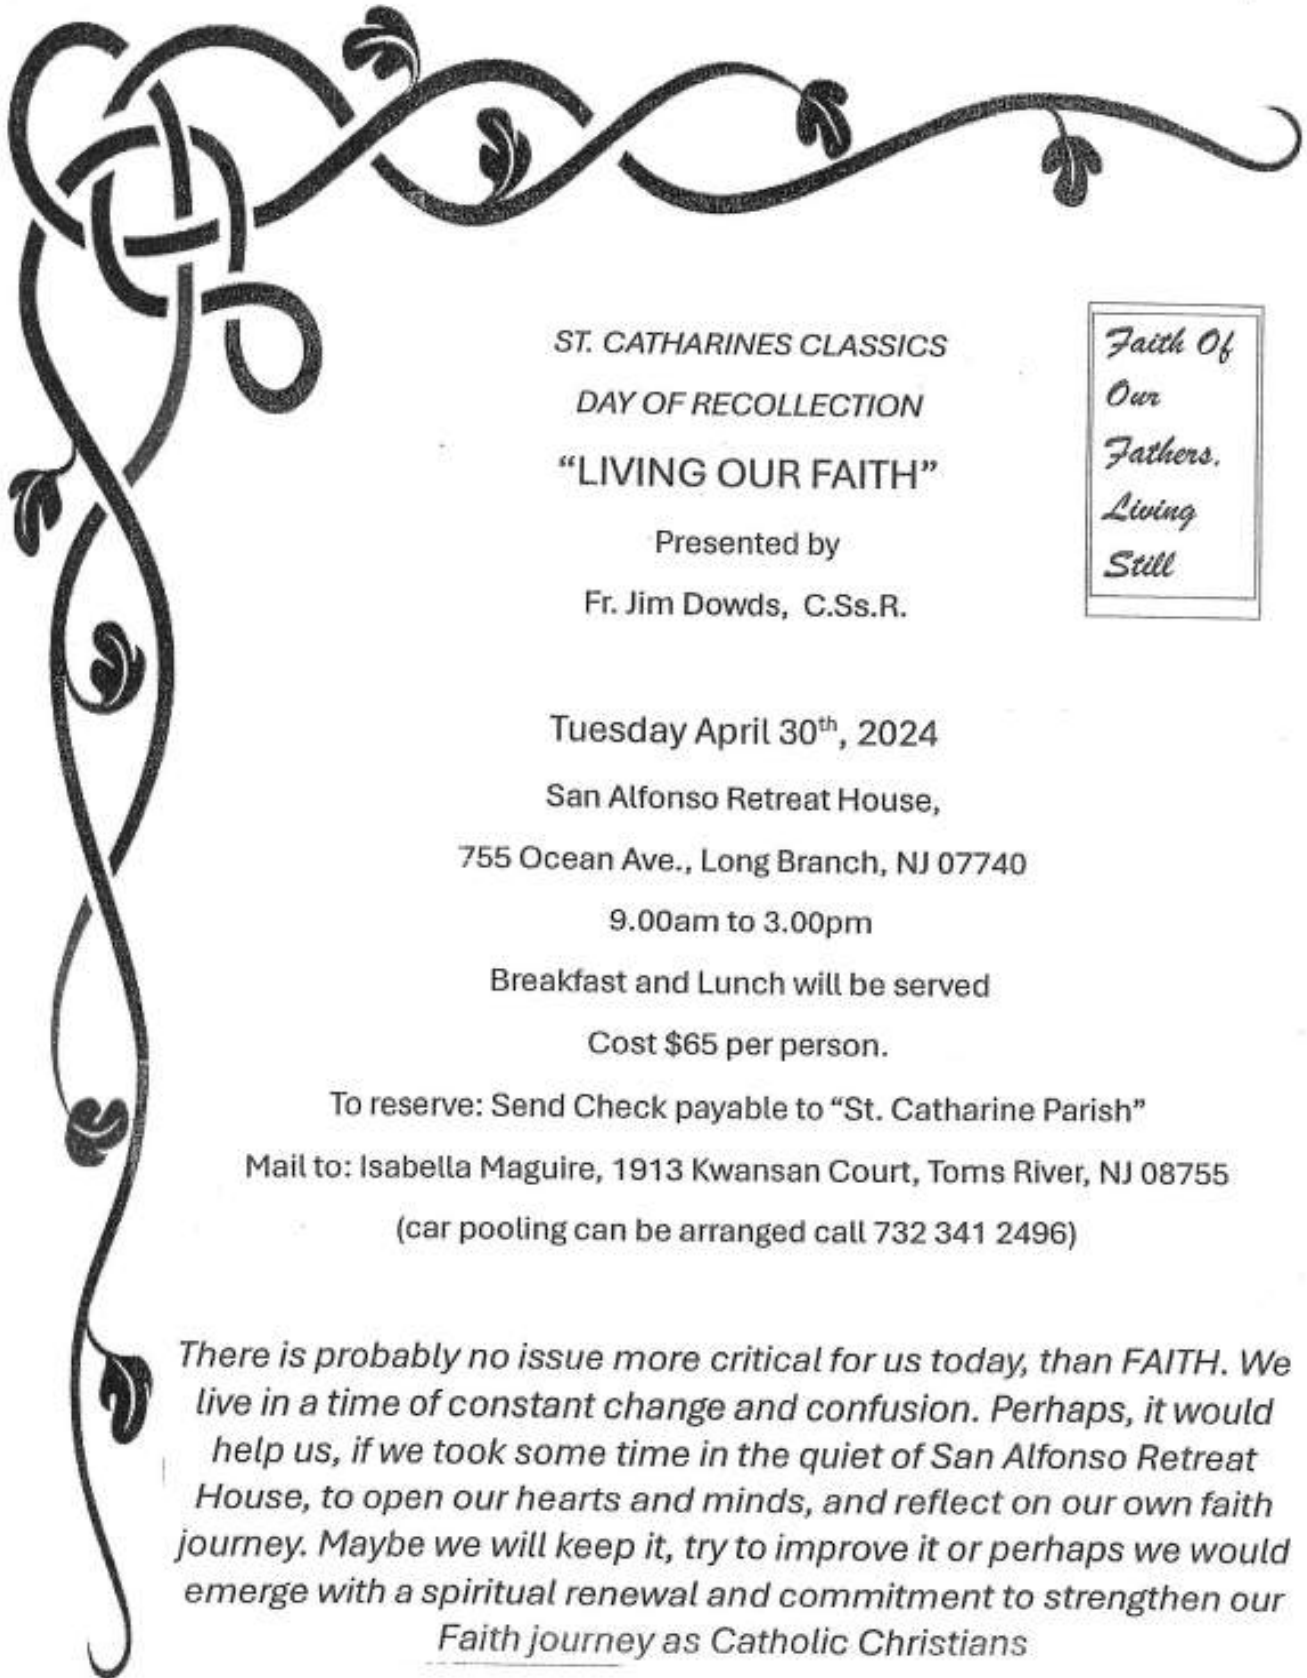 ST. CATHARINES CLASSICS
DAY OF RECOLLECTION
“LIVING OUR FAITH”
Presented by
Fr. Jim Dowds, C.Ss.R.
Faith Of
Our
Fathers.
Living
Still
Tuesday April 30th, 2024
San Alfonso Retreat House,
755 Ocean Ave., Long Branch, NJ 07740
9.00am to 3.00pm
Breakfast and Lunch will be served
Cost $65 per person.
To reserve: Send Check payable to “St. Catharine Parish”
Mail to: Isabella Maguire, 1913 Kwansan Court, Toms River, NJ 08755
(car pooling can be arranged call 732 341 2496)
There is probably no issue more critical for us today, than FAITH. We
live in a time of constant change and confusion. Perhaps, it would
help us, if we took some time in the quiet of San Alfonso Retreat
House, to open our hearts and minds, and reflect on our own faith
journey. Maybe we will keep it, try to improve it or perhaps we would
emerge with a spiritual renewal and commitment to strengthen our
Faith journey as Catholic Christians